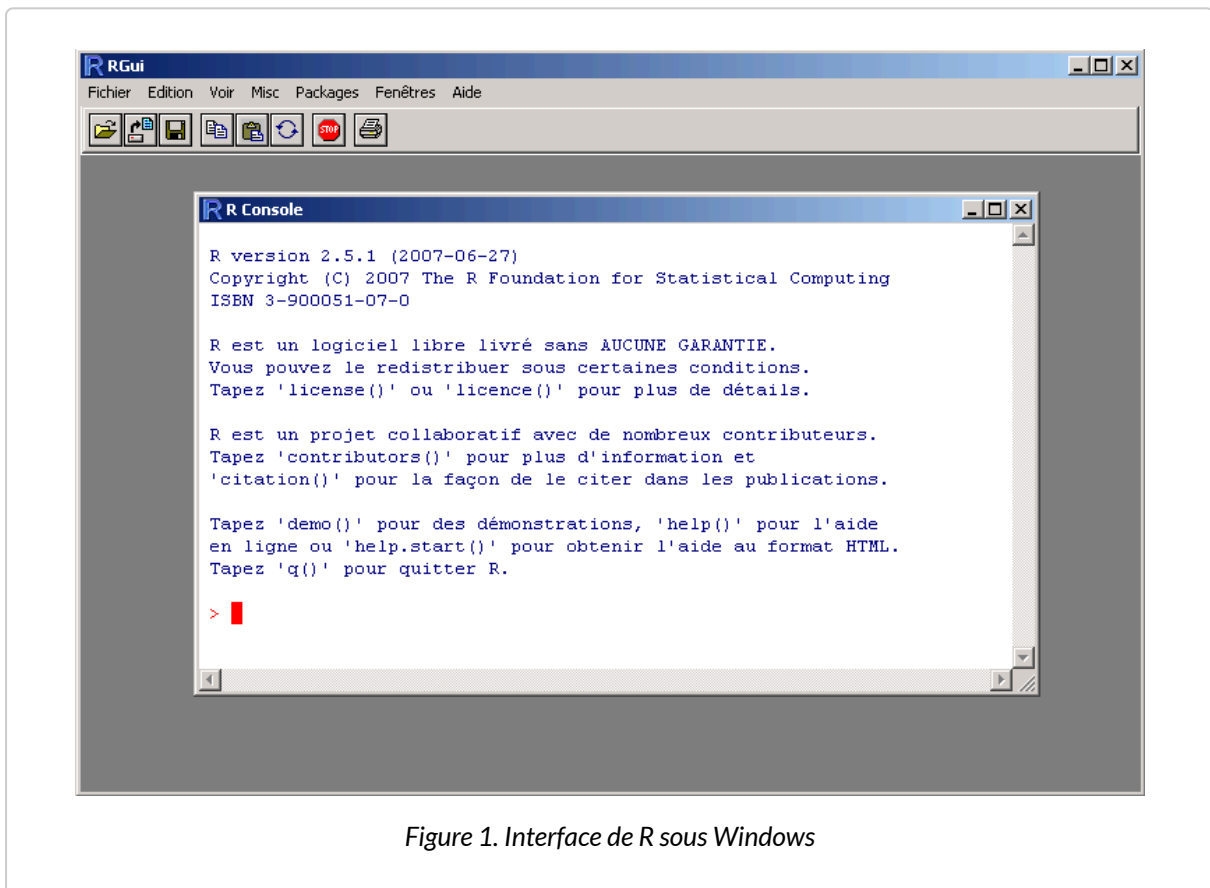 RGui
Fichier Edition Voir Misc Packages Fenêtres Aide
STOP
R Console
R version 2.5.1 (2007-06-27)
Copyright (C) 2007 The R Foundation for Statistical Computing
ISBN 3-900051-07-0
R est un logiciel libre livré sans AUCUNE GARANTIE.
Vous pouvez le redistribuer sous certaines conditions.
Tapez 'license()' ou 'licence()' pour plus de détails.
R est un projet collaboratif avec de nombreux contributeurs.
Tapez 'contributors()' pour plus d'information et
'citation()' pour la façon de le citer dans les publications.
Tapez 'demo()' pour des démonstrations, 'help()' pour l'aide
en ligne ou 'help.start()' pour obtenir l'aide au format HTML.
Tapez 'q()' pour quitter R.
>
Figure 1. Interface de R sous Windows